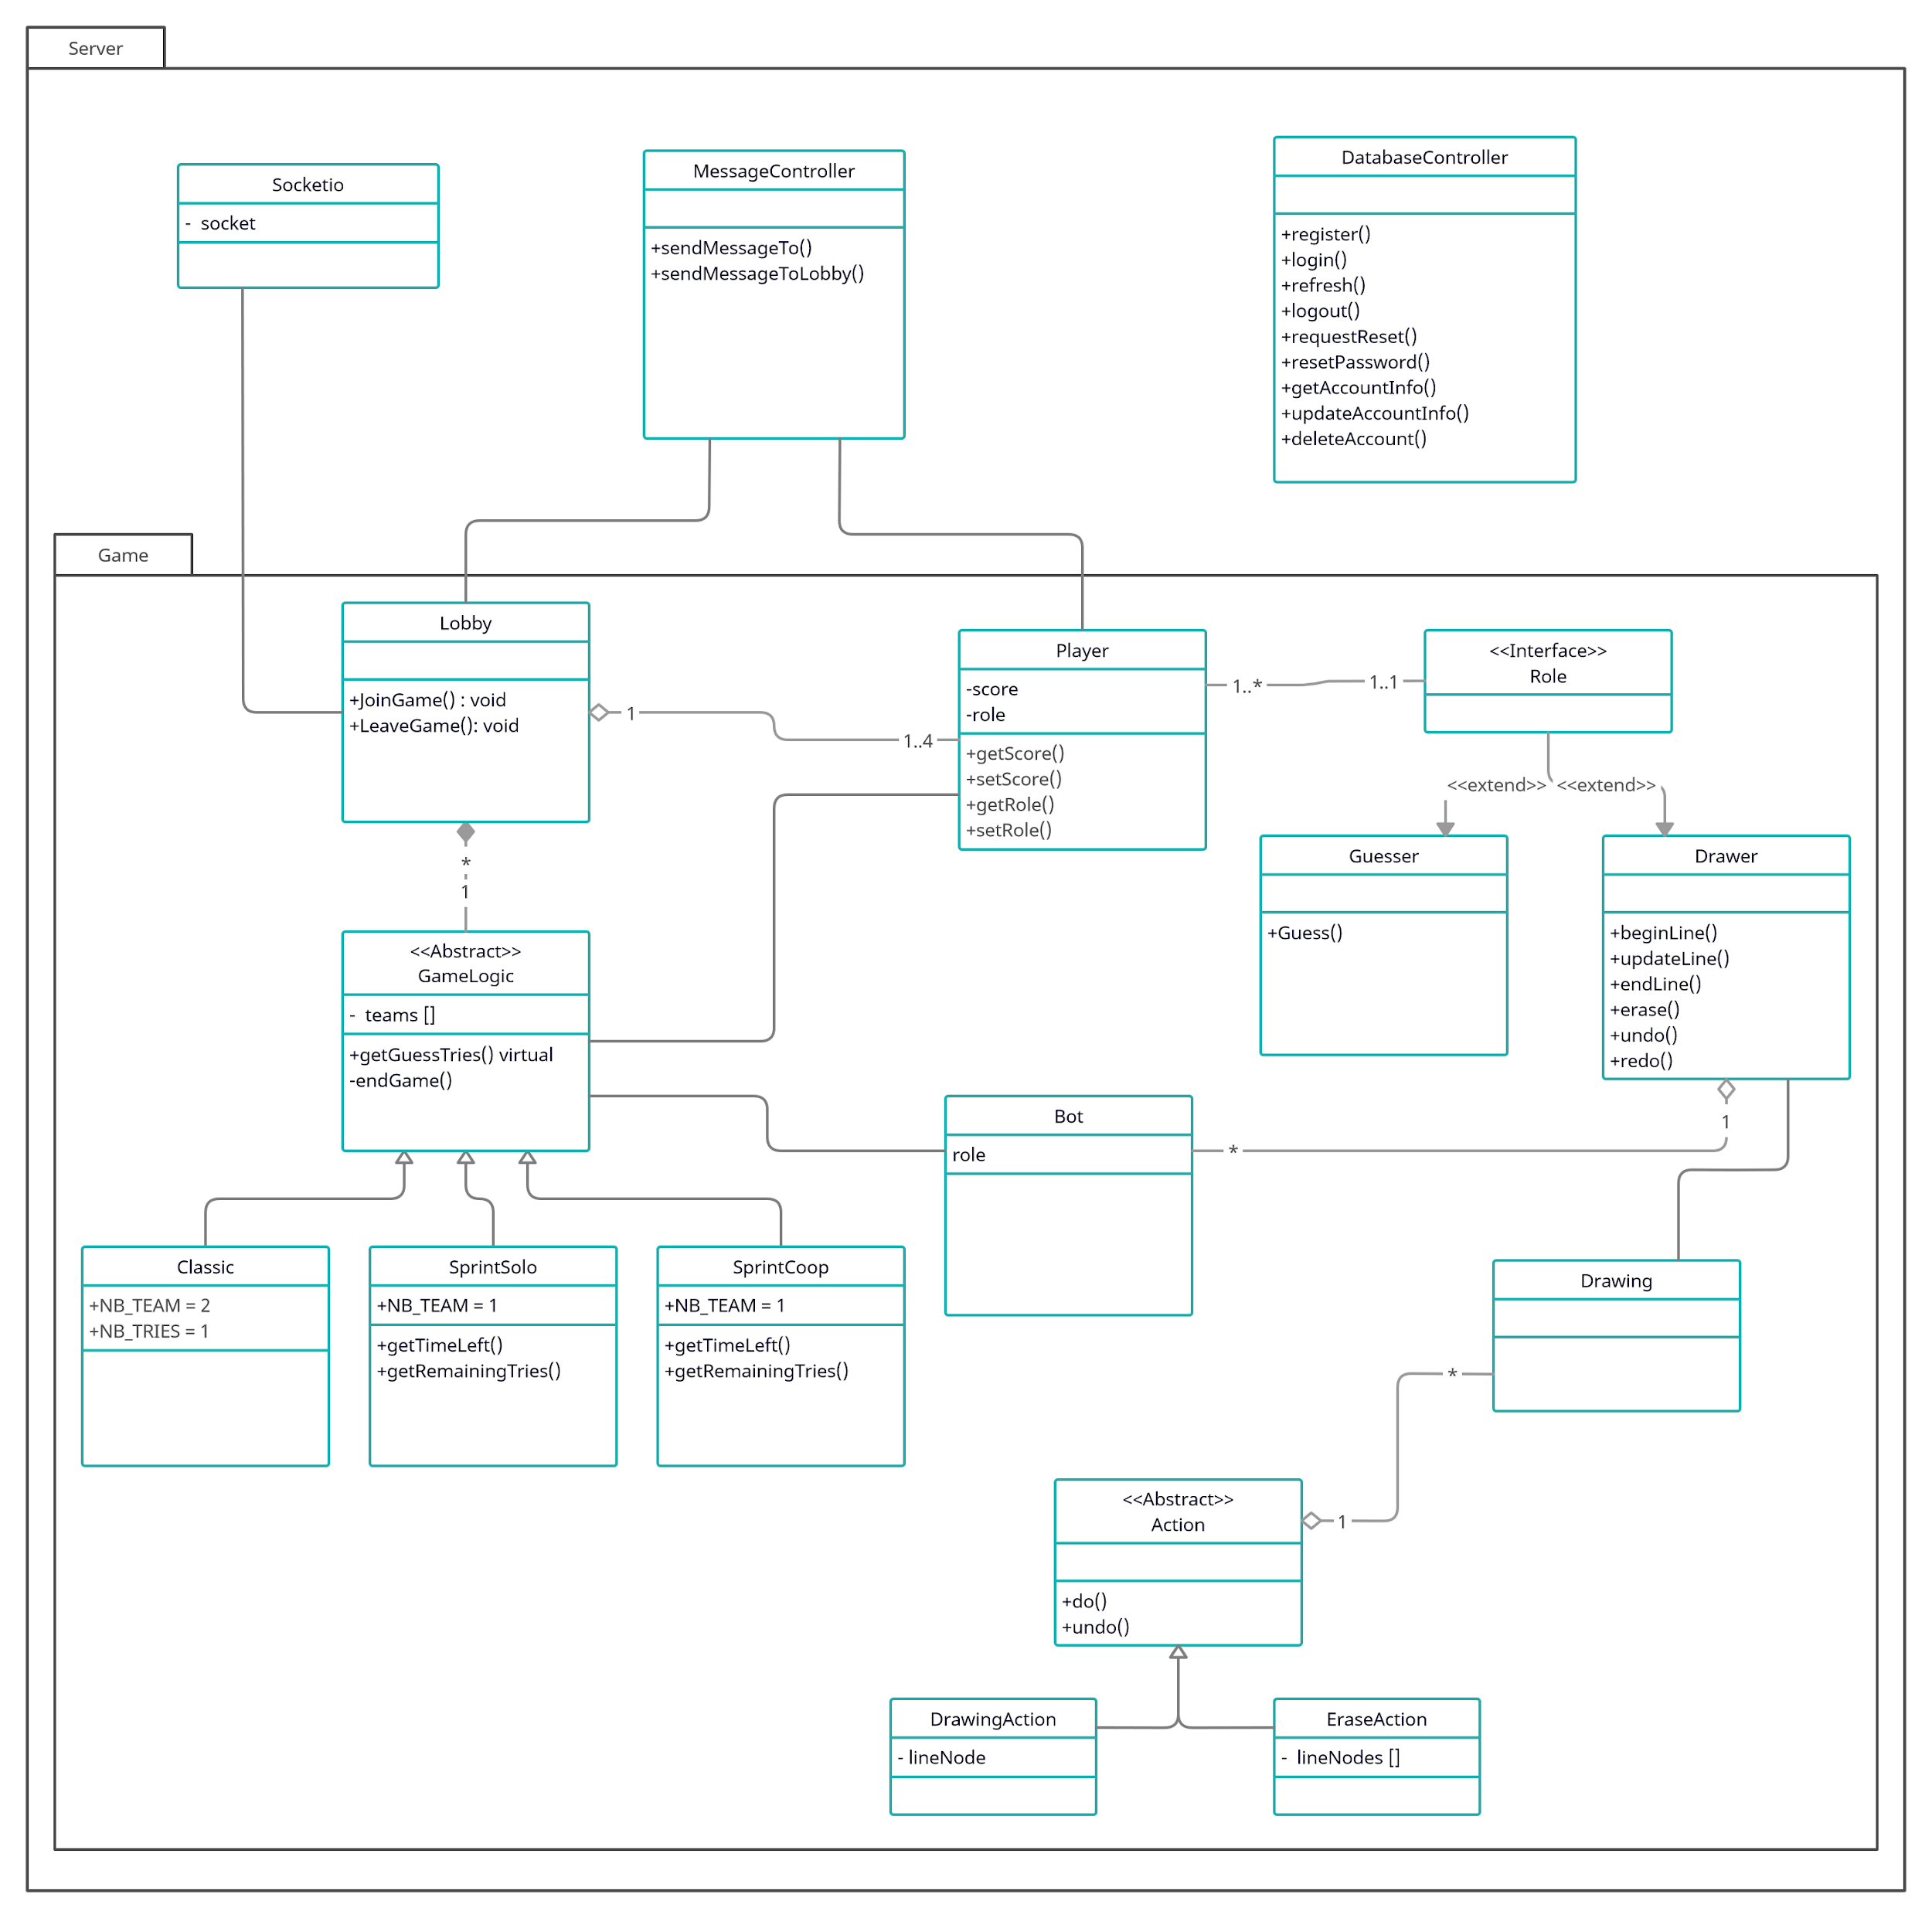 Server
Socketio
-  socket
MessageController
+sendMessageTo()
+sendMessageToLobby()
DatabaseController
+register()
+login()
+refresh()
+logout()
+requestReset()
+resetPassword()
+getAccountInfo()
+updateAccountInfo()
+deleteAccount()
Game
Lobby
+JoinGame() : void
+LeaveGame(): void
1
1..4
Player
-score
-role
+getScore()
+setScore()
+getRole()
+setRole()
1..*
1..1
<<Interface>>
Role
<<extend>>
<<extend>>
Guesser
+Guess()
Drawer
+beginLine()
+updateLine()
+endLine()
+erase()
+undo()
+redo()
*
1
<<Abstract>>
GameLogic
-  teams []
+getGuessTries() virtual
-endGame()
Bot
role
*
1
Classic
+NB_TEAM = 2
+NB_TRIES = 1
SprintSolo
+NB_TEAM = 1
+getTimeLeft()
+getRemainingTries()
SprintCoop
+NB_TEAM = 1
+getTimeLeft()
+getRemainingTries()
Drawing
*
1
<<Abstract>>
Action
+do()
+undo()
DrawingAction
- lineNode
EraseAction
-  lineNodes []